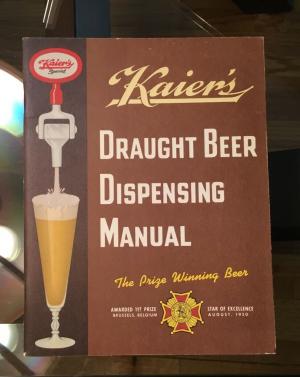 Kaier's
Special
Kaier's
DRAUGHT BEER
DISPENSING
MANUAL
The Prize Winning Beer
AWARDED 1ST PRIZE
BRUSSELS, BELGIUM
STAR OF EXCELLENCE
AUGUST, 1950